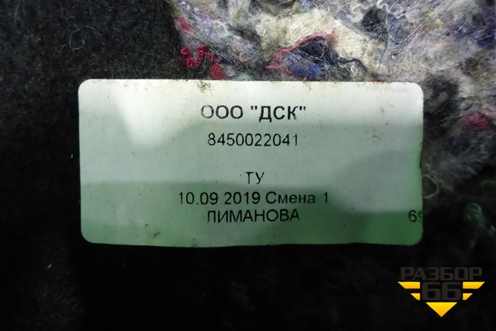 ООО "ДСК"
8450022041
ТУ
10.09 2019 Смена 1
ЛИМАНОВА
69
РАЗБОР
66